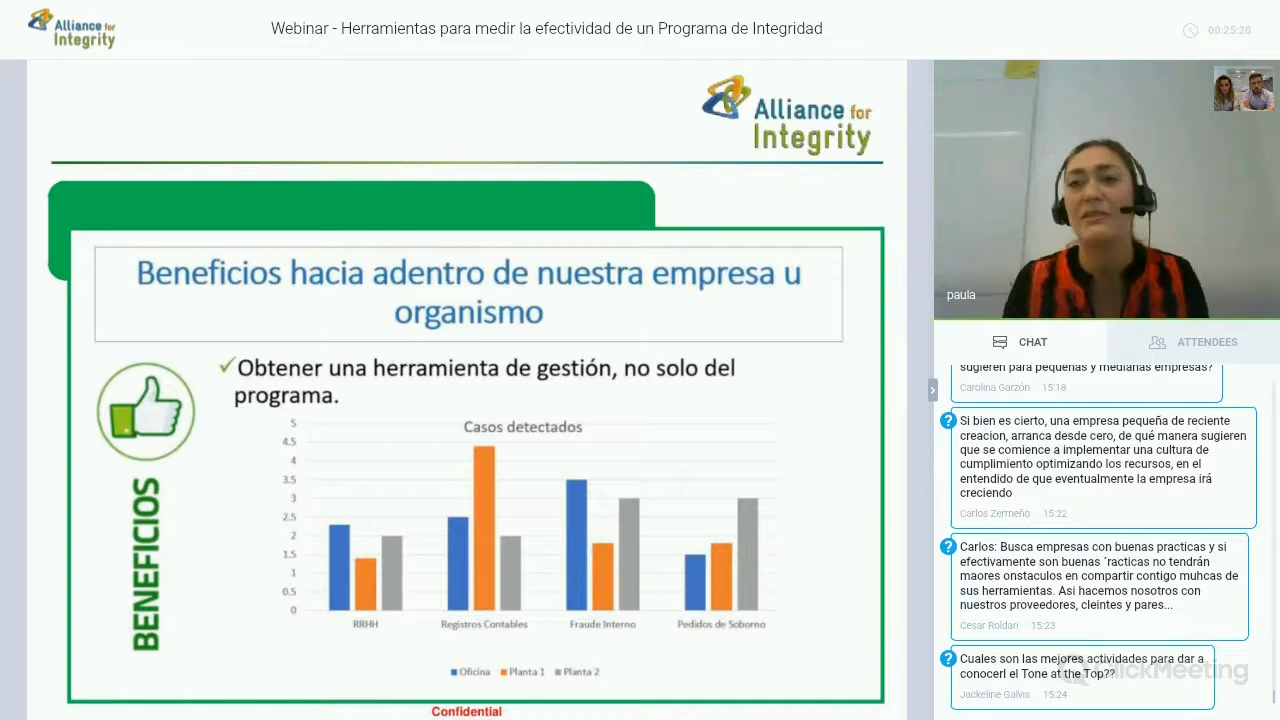 Alliance for
Integrity
Webinar - Herramientas para medir la efectividad de un Programa de Integridad
00:25:28
Alliance for
Integrity
Beneficios hacia adentro de nuestra empresa u
organismo
BENEFICIOS
✓Obtener una herramienta de gestión, no solo del
programa.
Casos detectados
5
4.5
4
3.5
3
2.5
2
1.5
1
0.5
0
RRHH
Registros Contables
Fraude Interno
Pedidos de Soborno
Oficina
Planta 1
Planta 2
Confidential
paula
CHAT
ATTENDEES
sugieren para pequeñas y medianas empresas?
Carolina Garzón 15:18
Si bien es cierto, una empresa pequeña de reciente
creacion, arranca desde cero, de qué manera sugieren
que se comience a implementar una cultura de
cumplimiento optimizando los recursos, en el
entendido de que eventualmente la empresa irá
creciendo
Carlos Zermeño 15:22
Carlos: Busca empresas con buenas practicas y si
efectivamente son buenas ´racticas no tendrán
maores onstaculos en compartir contigo muhcas de
sus herramientas. Asi hacemos nosotros con
nuestros proveedores, cleintes y pares...
Cesar Roldan 15:23
Cuales son las mejores actividades para dar a
conocerl el Tone at the Top??
Jackeline Galvis 15:24
ClickMeeting